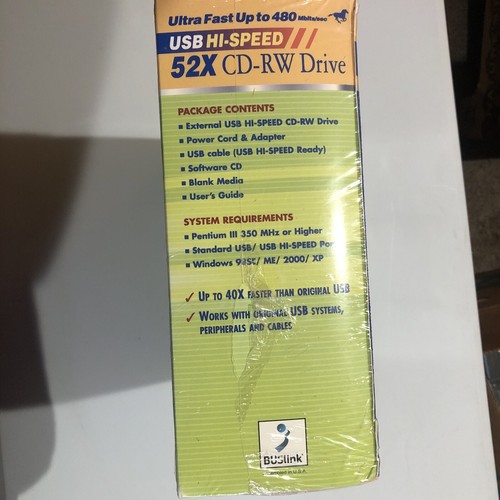 Ultra Fast Up to 480 Mbits/sec
USB HI-SPEED
52X CD-RW Drive
PACKAGE CONTENTS
▪ External USB HI-SPEED CD-RW Drive
▪ Power Cord & Adapter
▪ USB cable (USB HI-SPEED Ready)
▪ Software CD
▪ Blank Media
▪ User's Guide
SYSTEM REQUIREMENTS
▪ Pentium III 350 MHz or Higher
▪ Standard USB/ USB HI-SPEED Port
▪ Windows 98SE/ ME/ 2000/ XP
✓ UP TO 40X FASTER THAN ORIGINAL USB
✓ WORKS WITH ORIGINAL USB SYSTEMS,
PERIPHERALS AND CABLES
BUSlink
in U.S.A